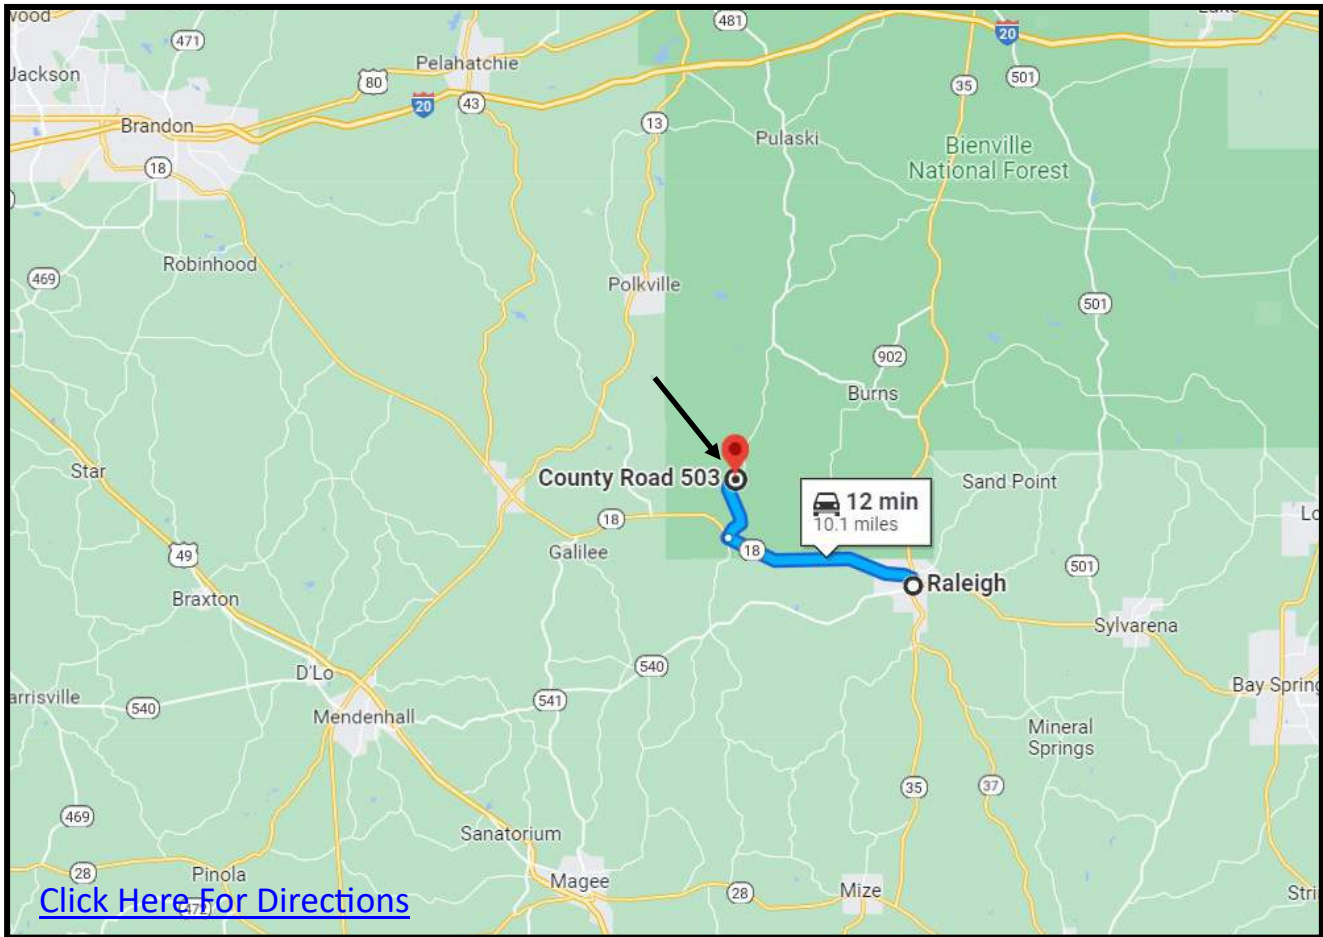 481
20
471
Pelahatchie
Jackson
80
35
501
20
43
Brandon
13
Pulaski
Bienville
National Forest
18
Robinhood
469
Polkville
501
902
Burns
Star
County Road 503
12 min
10.1 miles
Sand Point
18
Galilee
18
49
501
Raleigh
Braxton
Sylvarena
D'Lo
540
Bay Spring
arrisville
540
541
Mendenhall
Mineral
Springs
35
37
469
Sanatorium
28
Pinola
Magee
28
Mize
Stri
Click Here For Directions
472